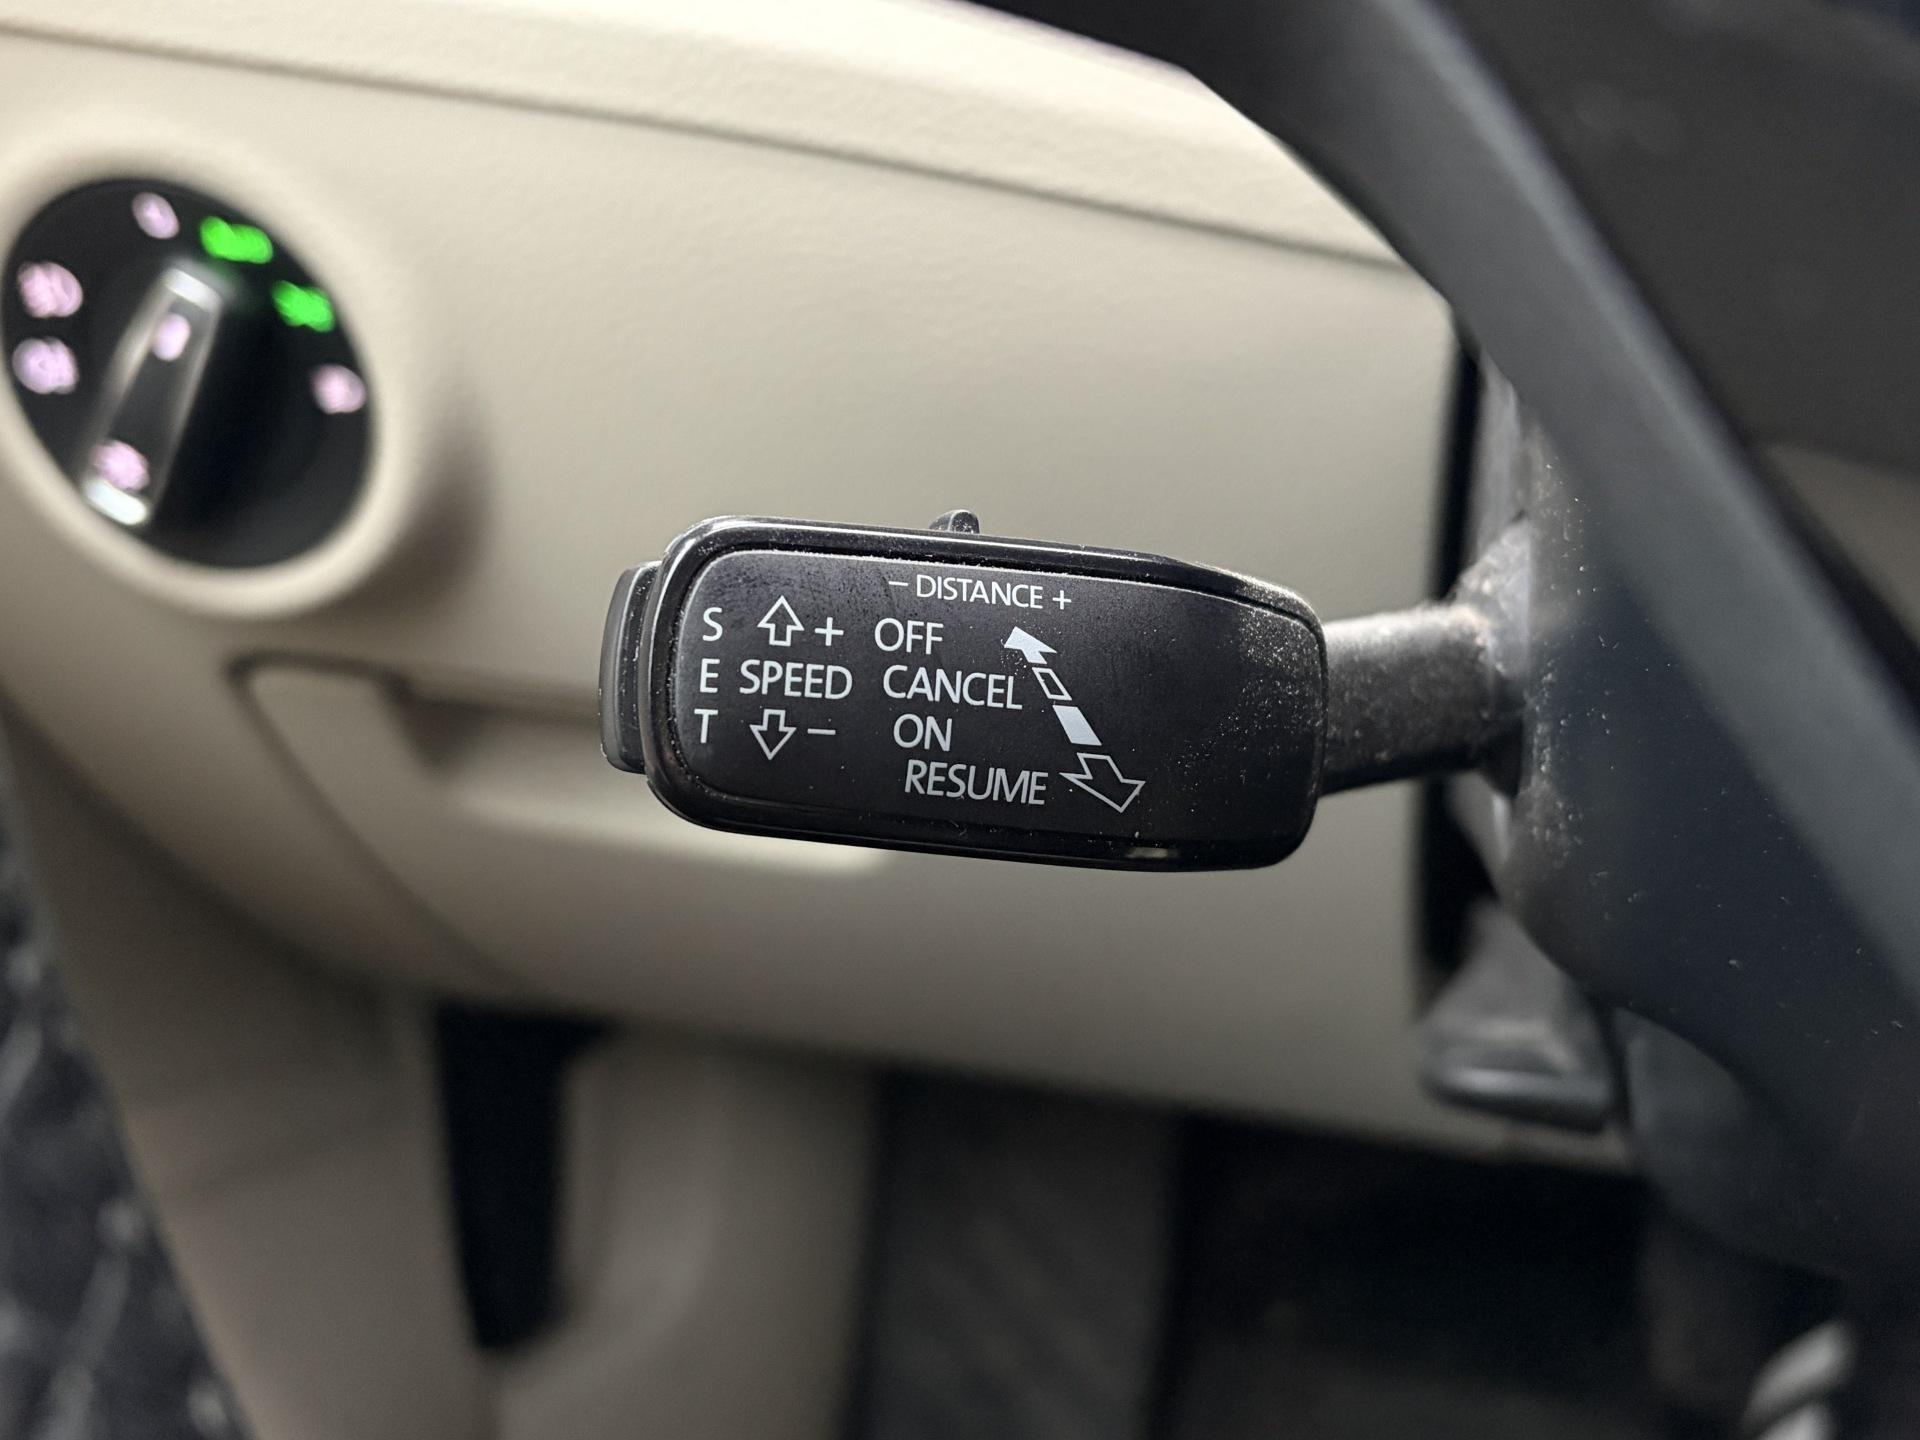 – DISTANCE +
S + OFF
E SPEED CANCEL
T – ON
RESUME